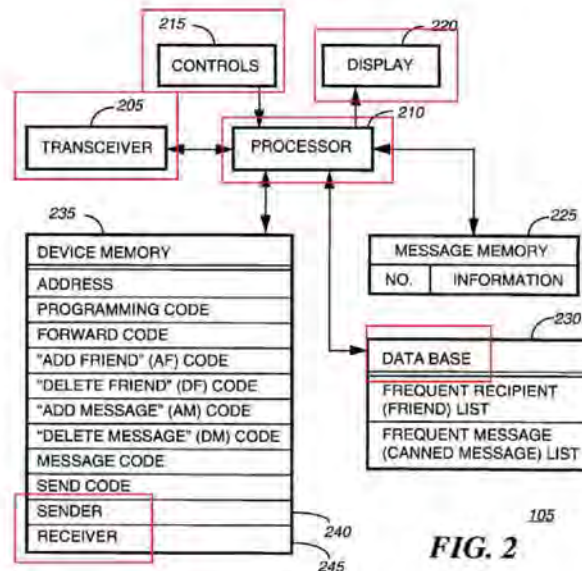 215
CONTROLS
220
DISPLAY
205
TRANSCEIVER
210
PROCESSOR
235
DEVICE MEMORY
ADDRESS
PROGRAMMING CODE
FORWARD CODE
"ADD FRIEND" (AF) CODE
"DELETE FRIEND" (DF) CODE
"ADD MESSAGE" (AM) CODE
"DELETE MESSAGE" (DM) CODE
MESSAGE CODE
SEND CODE
SENDER
240
RECEIVER
245
225
MESSAGE MEMORY
NO. INFORMATION
230
DATA BASE
FREQUENT RECIPIENT
(FRIEND) LIST
FREQUENT MESSAGE
(CANNED MESSAGE) LIST
105
FIG. 2